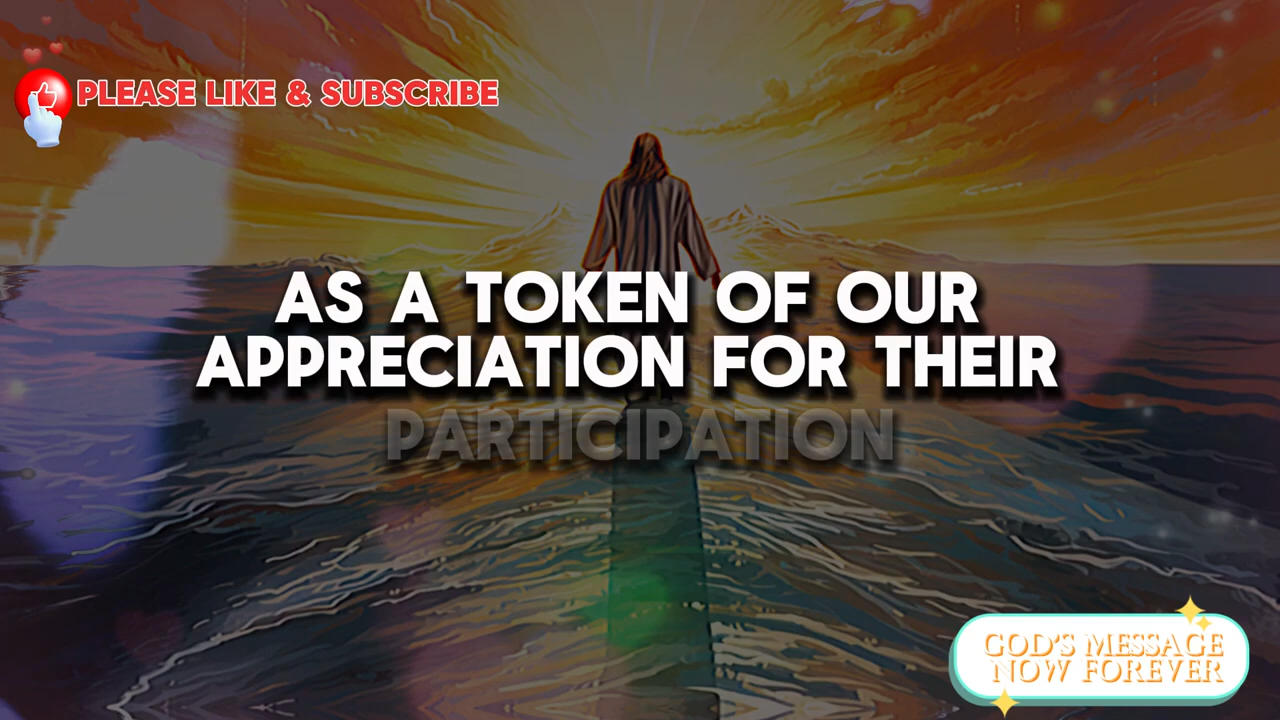 PLEASE LIKE & SUBSCRIBE
AS A TOKEN OF OUR
APPRECIATION FOR THEIR
PARTICIPATION
GOD'S MESSAGE
NOW FOREVER